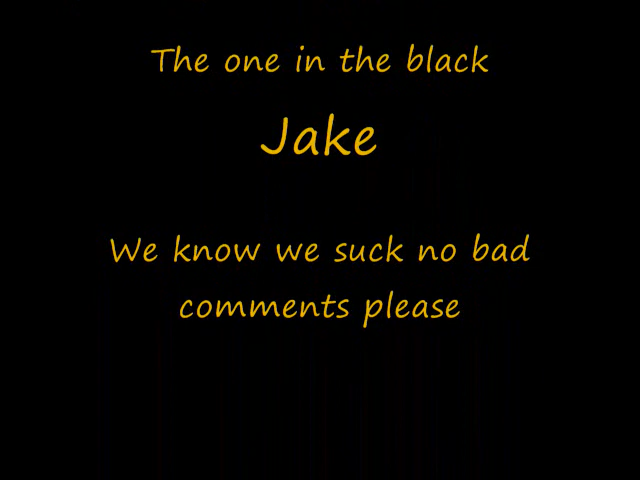 The one in the black
Jake
We know we suck no bad
comments please